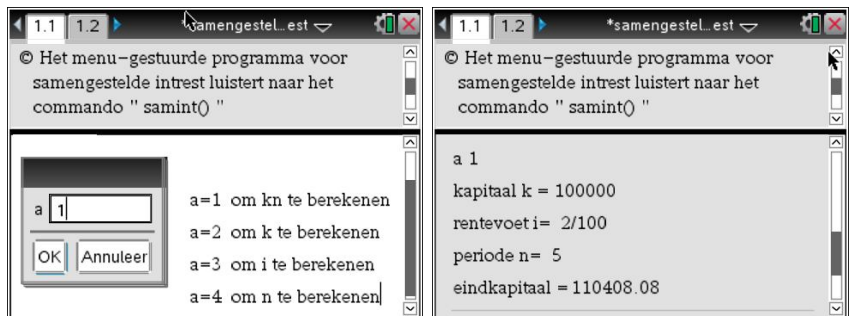 1.1 1.2 *samengestel…est
© Het menu-gestuurde programma voor
samengestelde intrest luistert naar het
commando " samint() "
a 1
OK Annuleer
a=1 om kn te berekenen
a=2 om k te berekenen
a=3 om i te berekenen
a=4 om n te berekenen
1.1 1.2 *samengestel…est
© Het menu-gestuurde programma voor
samengestelde intrest luistert naar het
commando " samint() "
a 1
kapitaal k = 100000
rentevoet i= 2/100
periode n= 5
eindkapitaal = 110408.08